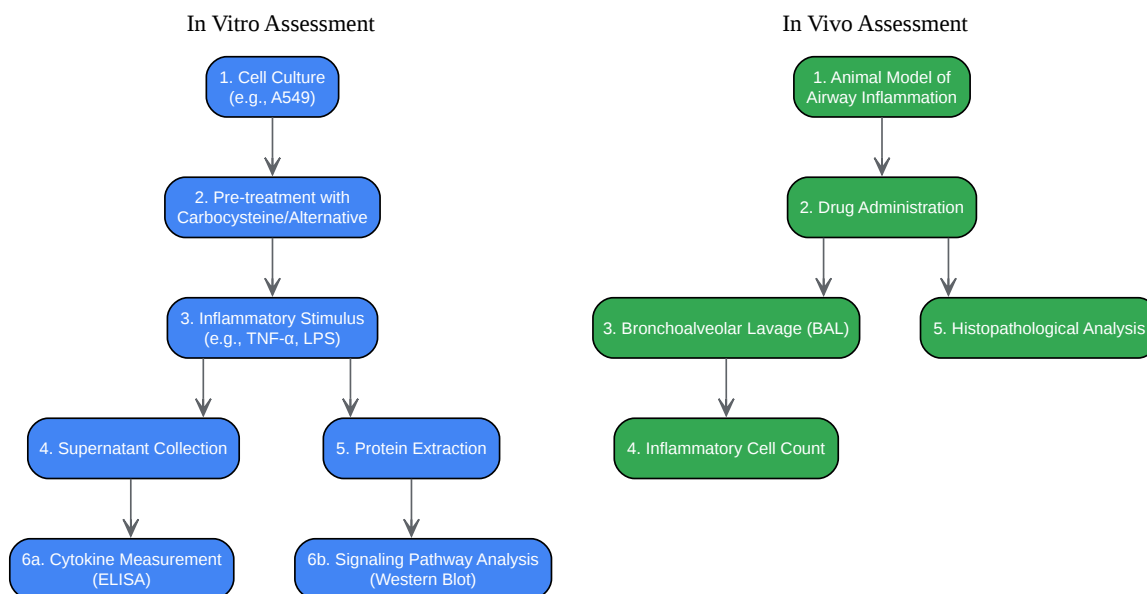 In Vitro Assessment
1. Cell Culture
(e.g., A549)
2. Pre-treatment with
Carbocysteine/Alternative
3. Inflammatory Stimulus
(e.g., TNF-α, LPS)
4. Supernatant Collection
5. Protein Extraction
6a. Cytokine Measurement
(ELISA)
6b. Signaling Pathway Analysis
(Western Blot)
In Vivo Assessment
1. Animal Model of
Airway Inflammation
2. Drug Administration
3. Bronchoalveolar Lavage (BAL)
5. Histopathological Analysis
4. Inflammatory Cell Count